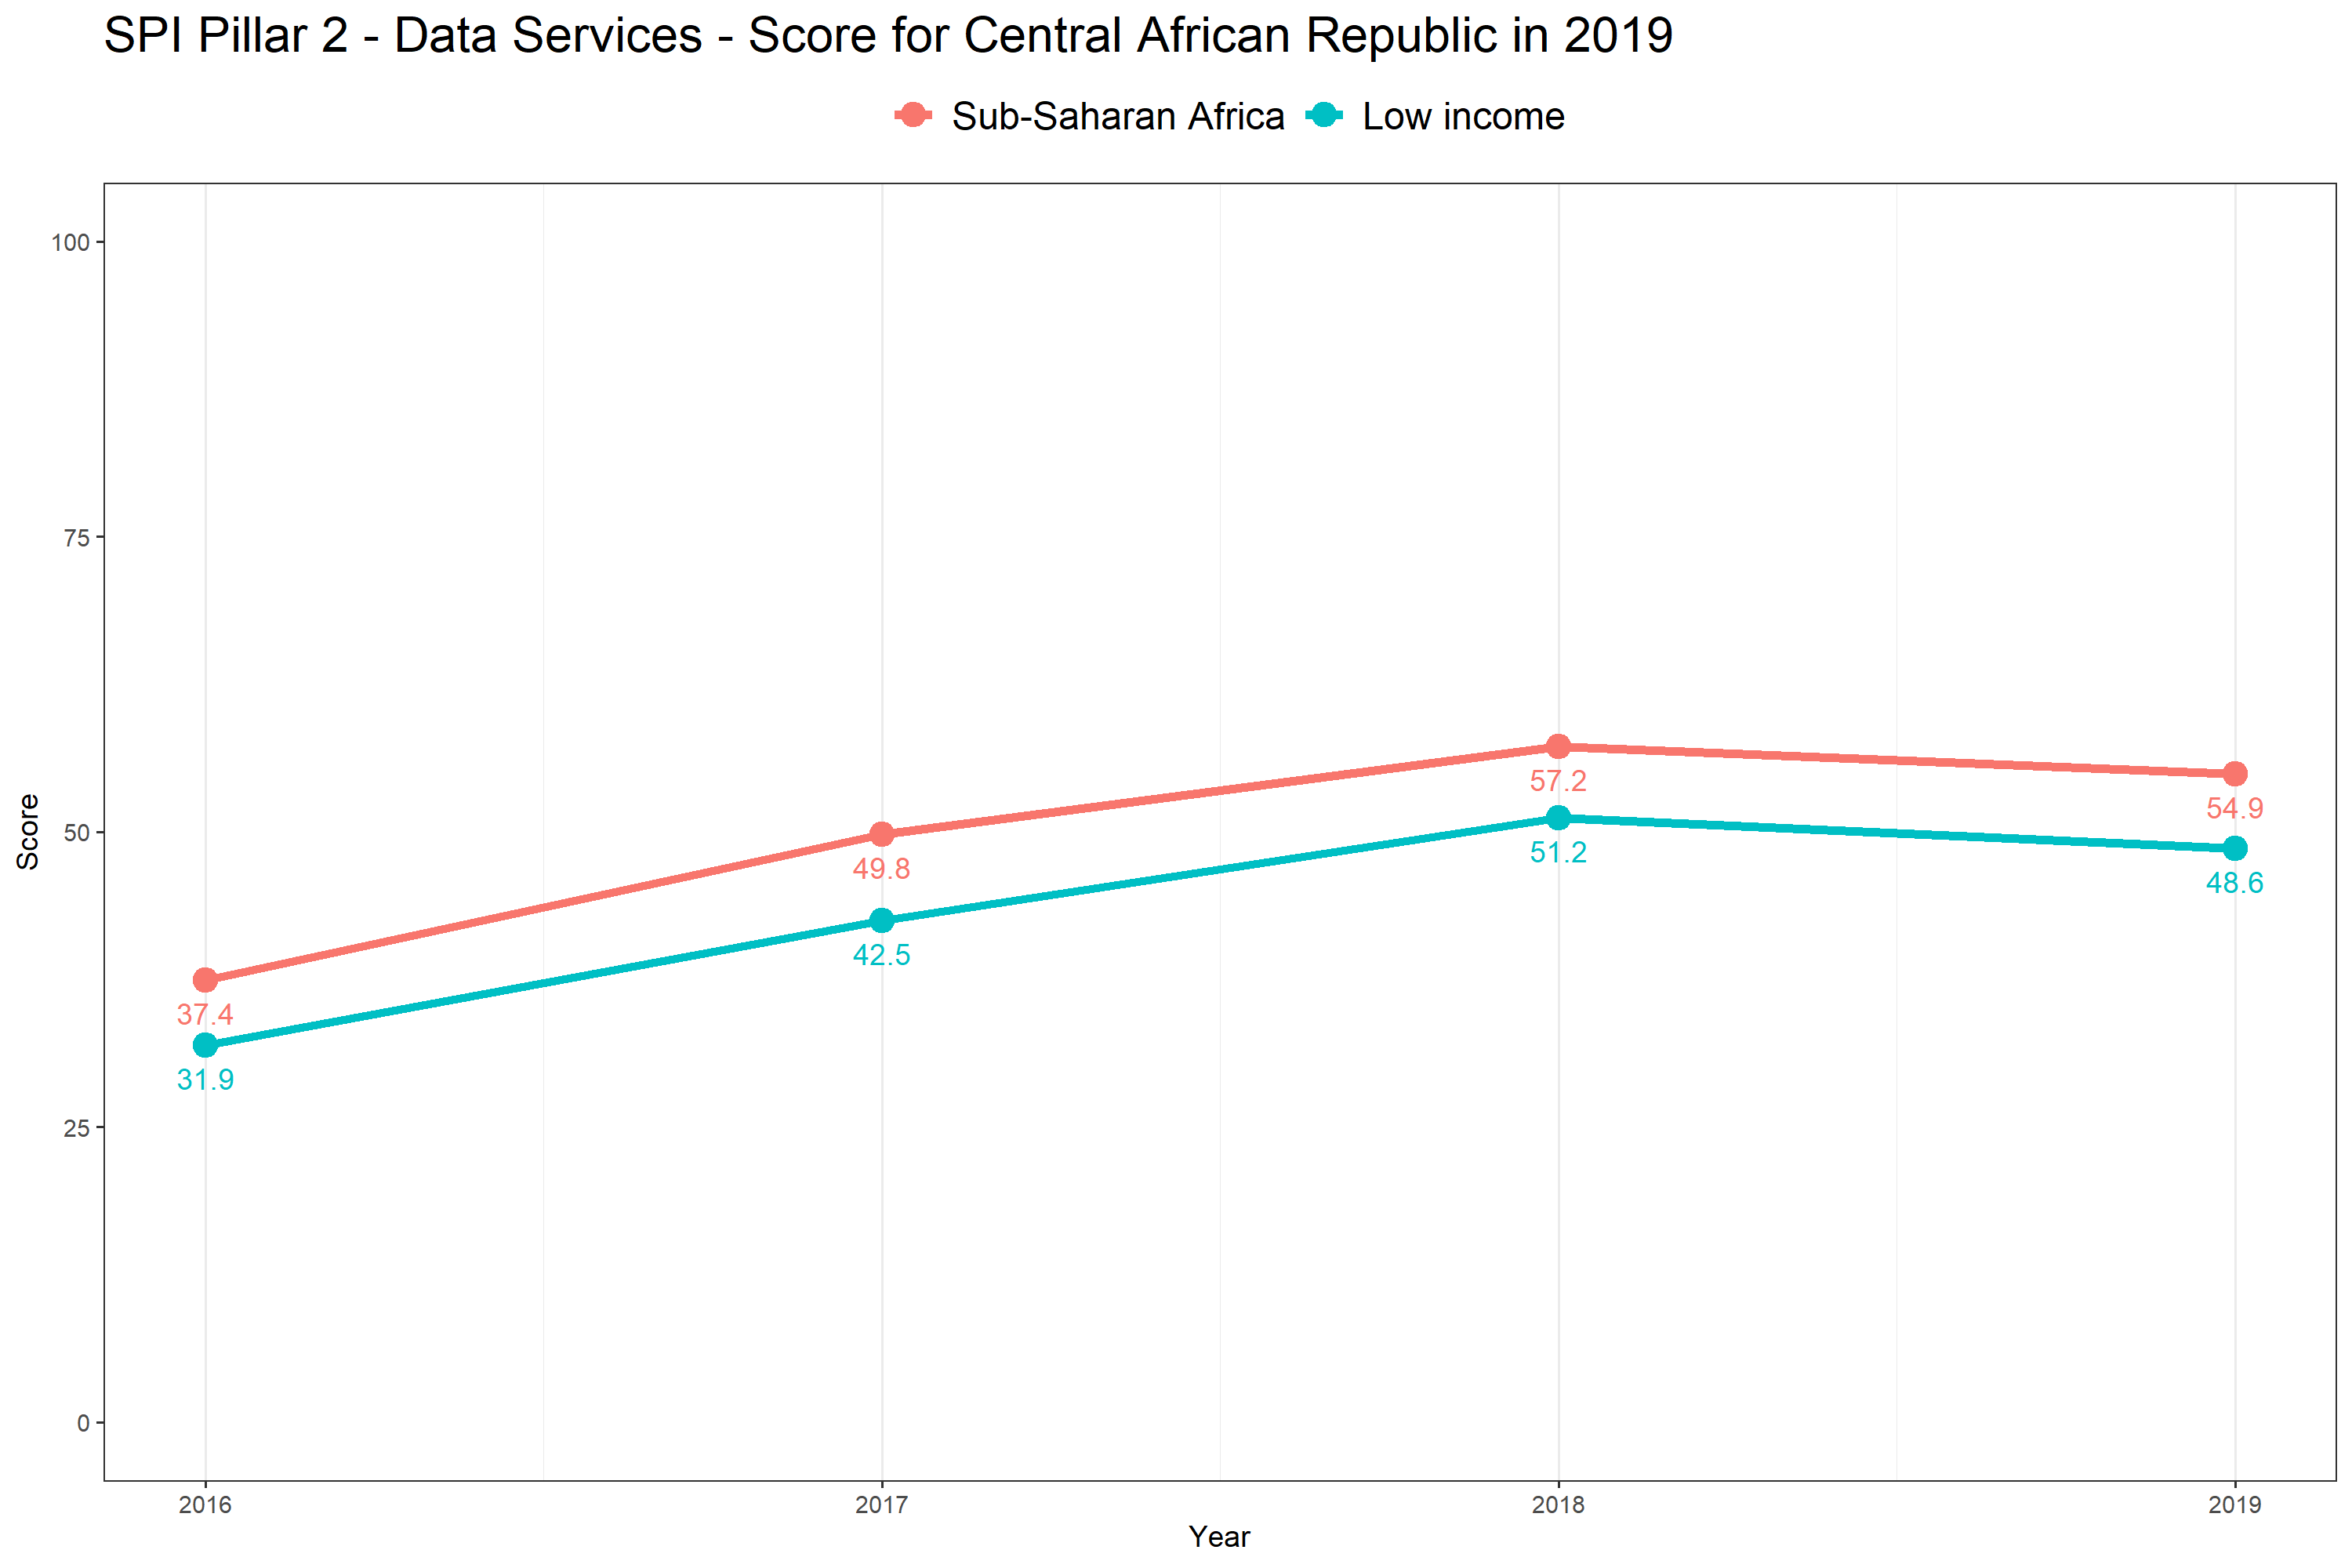 SPI Pillar 2 - Data Services - Score for Central African Republic in 2019
Sub-Saharan Africa Low income
100
75
50
25
0
Score
37.4
31.9
49.8
42.5
57.2
51.2
54.9
48.6
2016 2017 2018 2019
Year